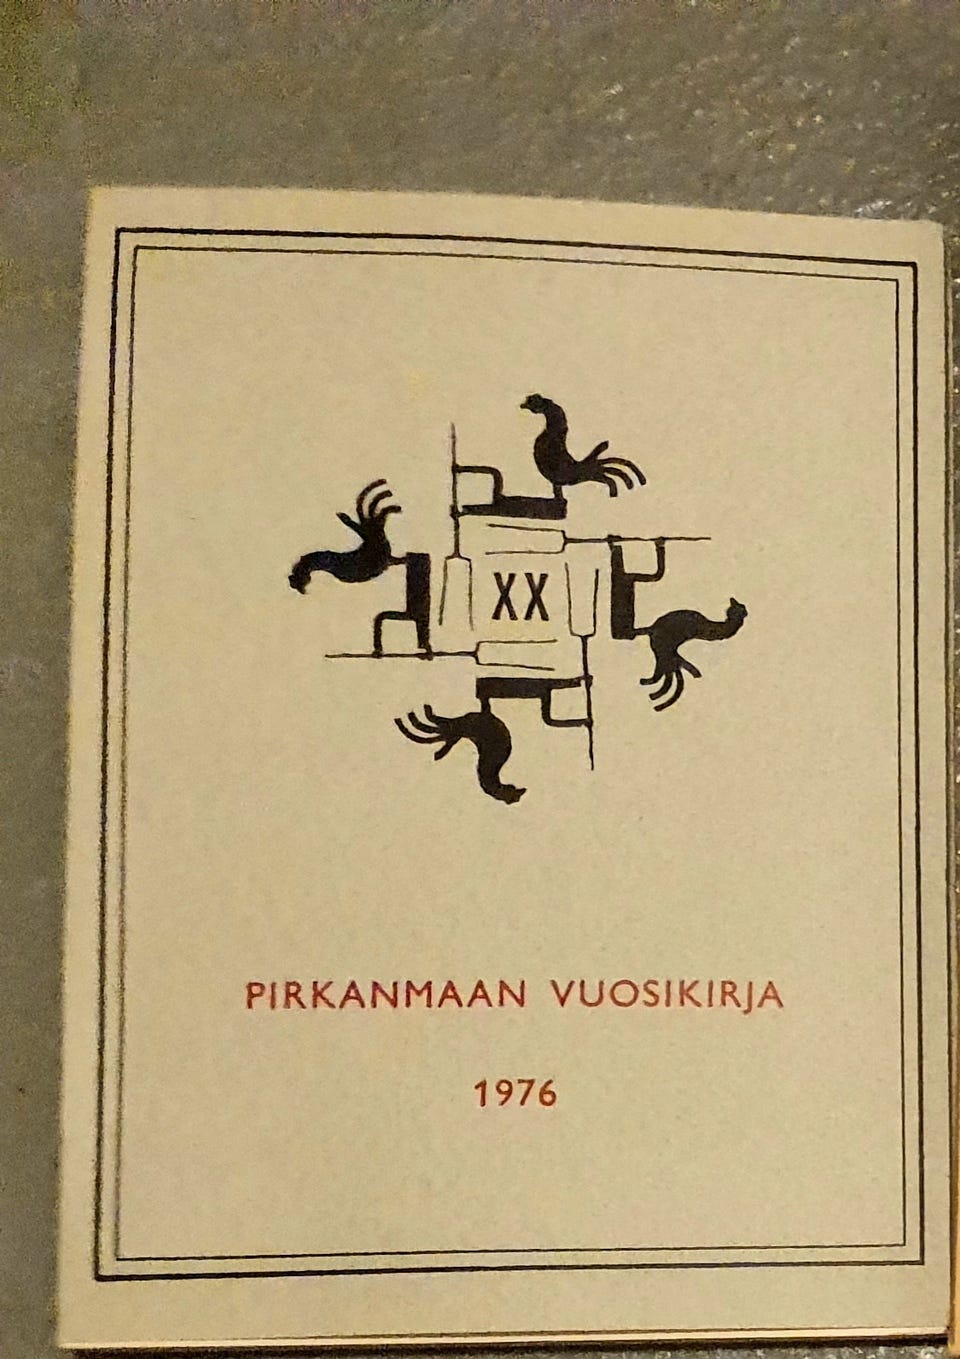 XX
PIRKANMAAN VUOSIKIRJA
1976